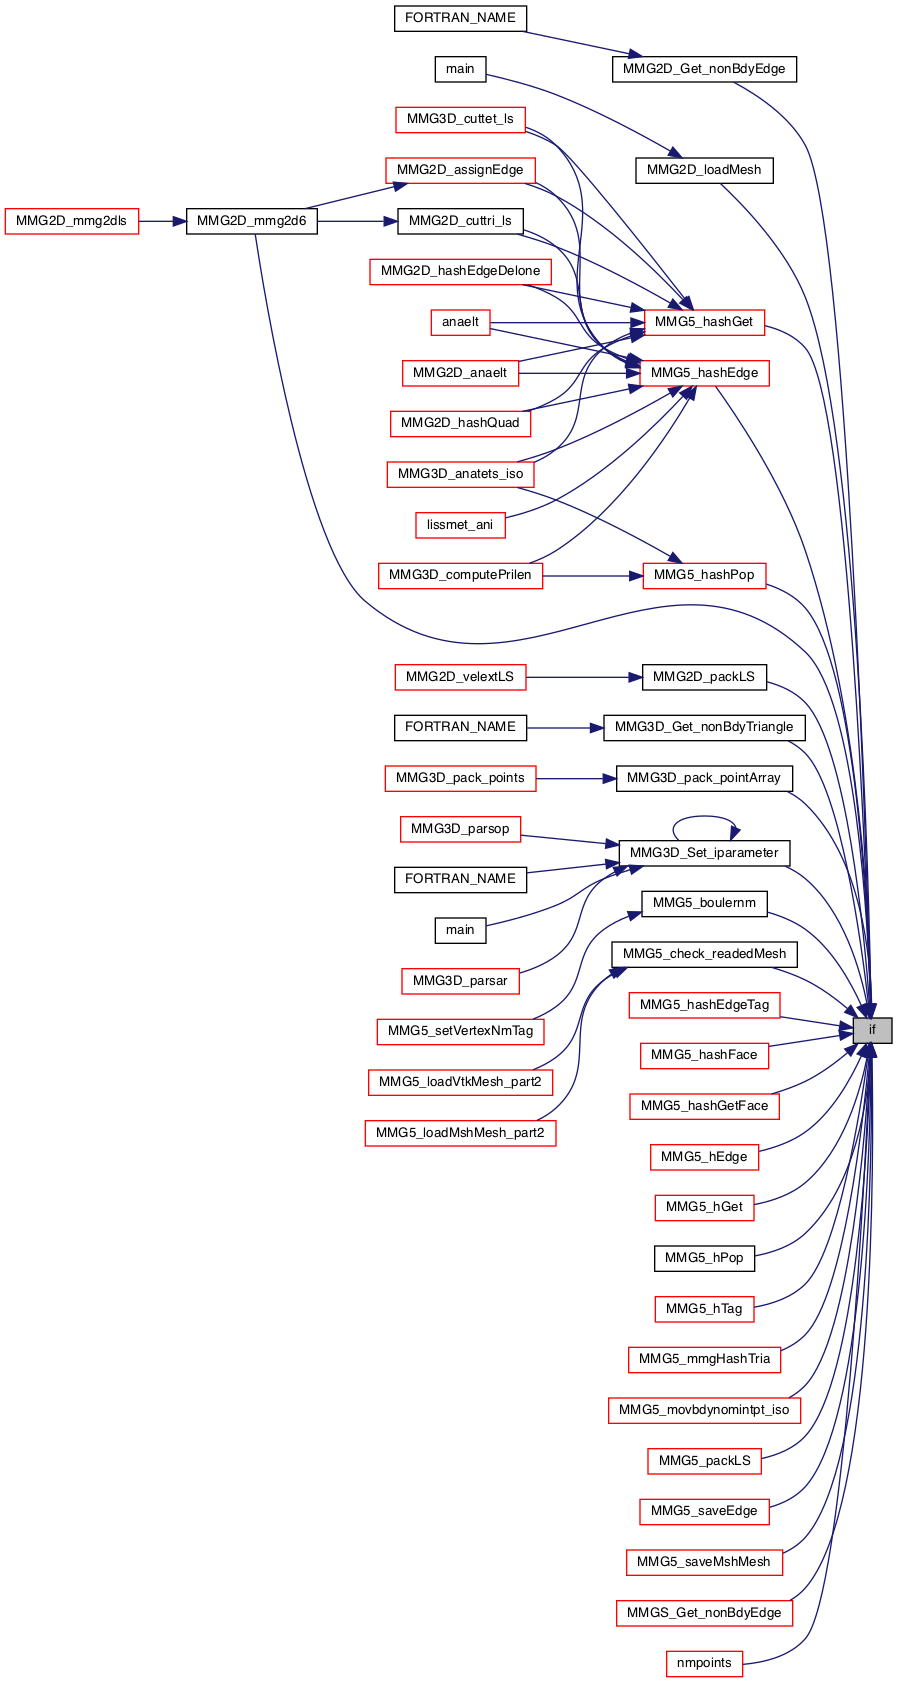 FORTRAN_NAME
main
MMG2D_Get_nonBdyEdge
MMG3D_cuttet_ls
MMG2D_assignEdge
MMG2D_loadMesh
MMG2D_mmg2dls
MMG2D_mmg2d6
MMG2D_cuttri_ls
MMG2D_hashEdgeDelone
anaelt
MMG5_hashGet
MMG2D_anaelt
MMG5_hashEdge
MMG2D_hashQuad
MMG3D_anatets_iso
lissmet_ani
MMG3D_computePrilen
MMG5_hashPop
MMG2D_velextLS
MMG2D_packLS
FORTRAN_NAME
MMG3D_Get_nonBdyTriangle
MMG3D_pack_points
MMG3D_pack_pointArray
MMG3D_parsop
MMG3D_Set_iparameter
FORTRAN_NAME
MMG5_boulernm
main
MMG5_check_readedMesh
MMG3D_parsar
MMG5_hashEdgeTag
MMG5_setVertexNmTag
if
MMG5_hashFace
MMG5_loadVtkMesh_part2
MMG5_hashGetFace
MMG5_loadMshMesh_part2
MMG5_hEdge
MMG5_hGet
MMG5_hPop
MMG5_hTag
MMG5_mmgHashTria
MMG5_movbdynomintpt_iso
MMG5_packLS
MMG5_saveEdge
MMG5_saveMshMesh
MMGS_Get_nonBdyEdge
nmpoints